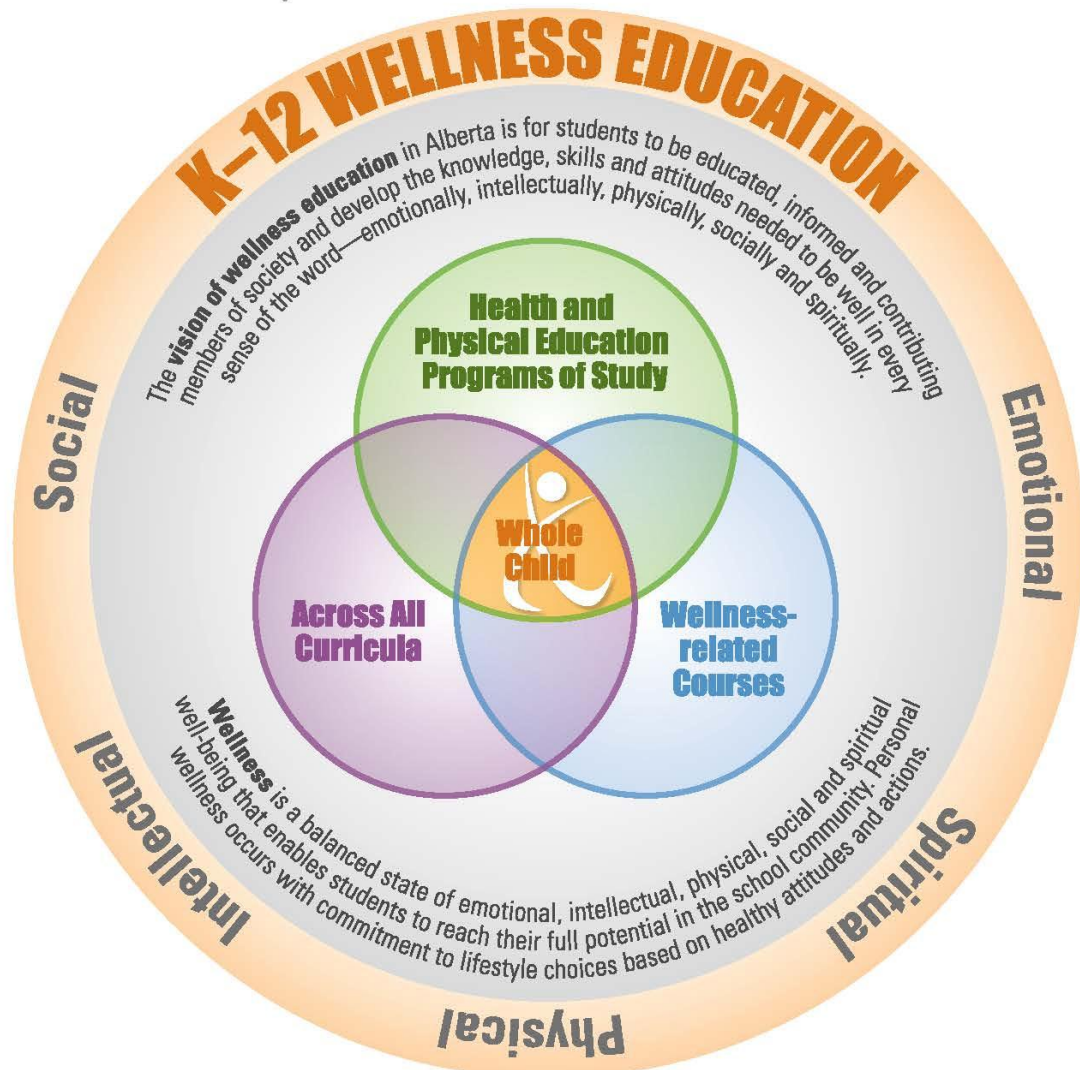 K–12 WELLNESS EDUCATION
The vision of wellness education in Alberta is for students to be educated, informed and contributing
members of society and develop the knowledge, skills and attitudes needed to be well in every
sense of the word—emotionally, intellectually, physically, socially and spiritually.
Health and
Physical Education
Programs of Study
Social
Emotional
Whole
Child
Across All
Curricula
Wellness-
related
Courses
Wellness is a balanced state of emotional, intellectual, physical, social and spiritual
well-being that enables students to reach their full potential in the school community. Personal
wellness occurs with commitment to lifestyle choices based on healthy attitudes and actions.
Intellectual
Spiritual
Physical